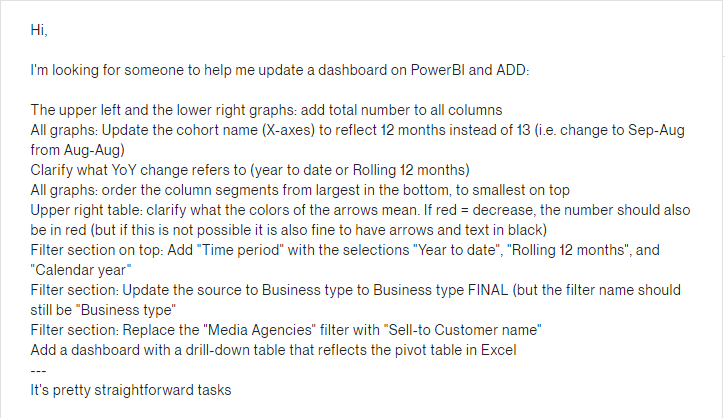 Hi,
I'm looking for someone to help me update a dashboard on PowerBI and ADD:
The upper left and the lower right graphs: add total number to all columns
All graphs: Update the cohort name (X-axes) to reflect 12 months instead of 13 (i.e. change to Sep-Aug
from Aug-Aug)
Clarify what YoY change refers to (year to date or Rolling 12 months)
All graphs: order the column segments from largest in the bottom, to smallest on top
Upper right table: clarify what the colors of the arrows mean. If red = decrease, the number should also
be in red (but if this is not possible it is also fine to have arrows and text in black)
Filter section on top: Add "Time period" with the selections "Year to date", "Rolling 12 months", and
"Calendar year"
Filter section: Update the source to Business type to Business type FINAL (but the filter name should
still be "Business type"
Filter section: Replace the "Media Agencies" filter with "Sell-to Customer name"
Add a dashboard with a drill-down table that reflects the pivot table in Excel
---
It's pretty straightforward tasks